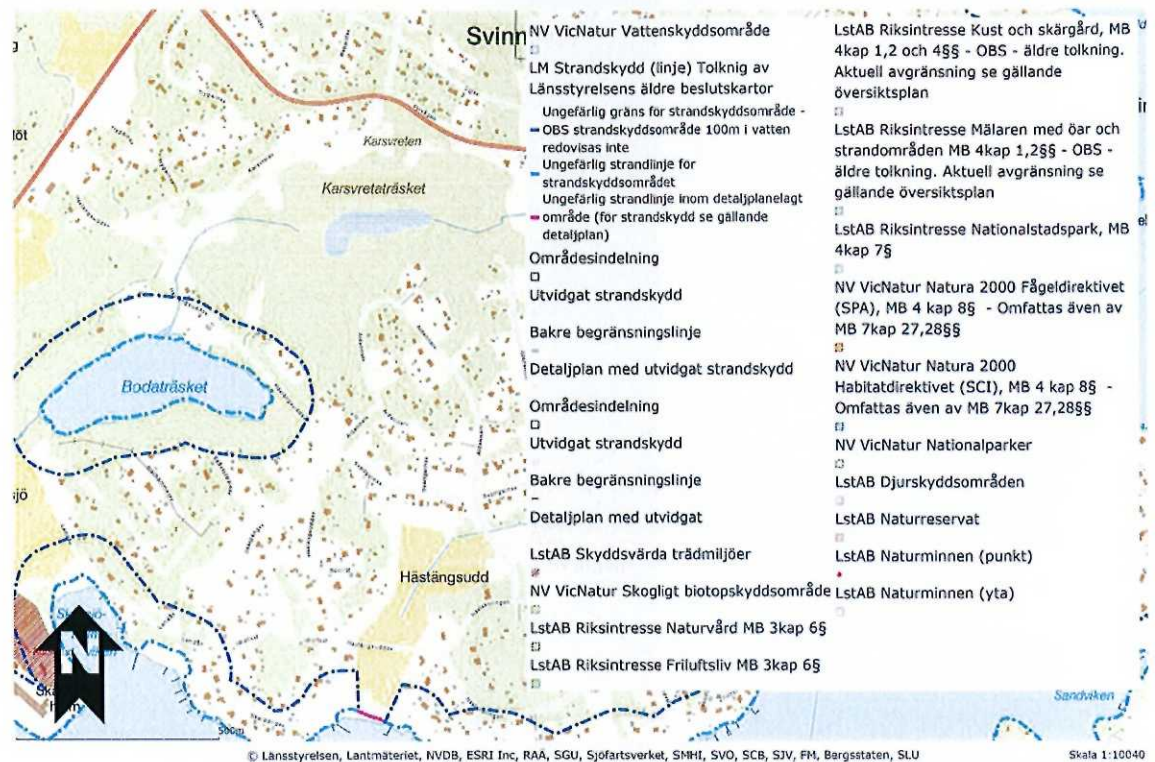 Svinn
Karsvreten
Karsvretaträsket
Bodaträsket
Hästängsudd
sjö
löt
500m
NV VicNatur Vattenskyddsområde
LM Strandskydd (linje) Tolknig av
Länsstyrelsens äldre beslutskartor
Ungefärlig gräns för strandskyddsområde -
OBS strandskyddsområde 100m i vatten
redovisas inte
Ungefärlig strandlinje för
strandskyddsområdet
Ungefärlig strandlinje inom detaljplanelagt
område (för strandskydd se gällande
detaljplan)
Områdesindelning
Utvidgat strandskydd
Bakre begränsningslinje
Detaljplan med utvidgat strandskydd
Områdesindelning
Utvidgat strandskydd
Bakre begränsningslinje
Detaljplan med utvidgat
LstAB Skyddsvärda trädmiljöer
NV VicNatur Skogligt biotopskyddsområde
LstAB Riksintresse Naturvård MB 3kap 6§
LstAB Riksintresse Friluftsliv MB 3kap 6§
LstAB Riksintresse Kust och skärgård, MB
4kap 1,2 och 4§§ - OBS - äldre tolkning.
Aktuell avgränsning se gällande
översiktsplan
LstAB Riksintresse Mälaren med öar och
strandområden MB 4kap 1,2§§ - OBS -
äldre tolkning. Aktuell avgränsning se
gällande översiktsplan
LstAB Riksintresse Nationalstadspark, MB
4kap 7§
NV VicNatur Natura 2000 Fågeldirektivet
(SPA), MB 4 kap 8§ - Omfattas även av
MB 7kap 27,28§§
NV VicNatur Natura 2000
Habitatdirektivet (SCI), MB 4 kap 8§ -
Omfattas även av MB 7kap 27,28§§
NV VicNatur Nationalparker
LstAB Djurskyddsområden
LstAB Naturreservat
LstAB Naturminnen (punkt)
LstAB Naturminnen (yta)
Sandviken
N
© Länsstyrelsen, Lantmäteriet, NVDB, ESRI Inc, RAÄ, SGU, Sjöfartsverket, SMHI, SVO, SCB, SJV, FM, Bergsstaten, SLU
Skala 1:10040